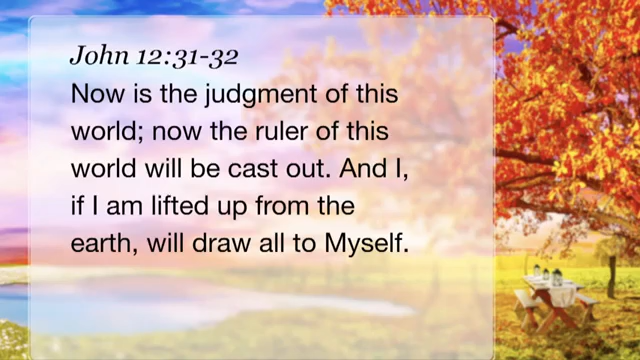 John 12:31-32
Now is the judgment of this
world; now the ruler of this
world will be cast out. And I,
if I am lifted up from the
earth, will draw all to Myself.